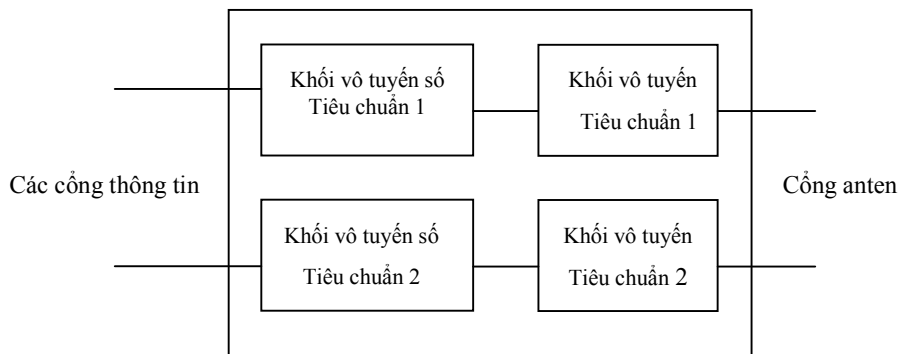 Khối vô tuyến số
Tiêu chuẩn 1
Khối vô tuyến
Tiêu chuẩn 1
Các cổng thông tin
Cổng anten
Khối vô tuyến số
Tiêu chuẩn 2
Khối vô tuyến
Tiêu chuẩn 2